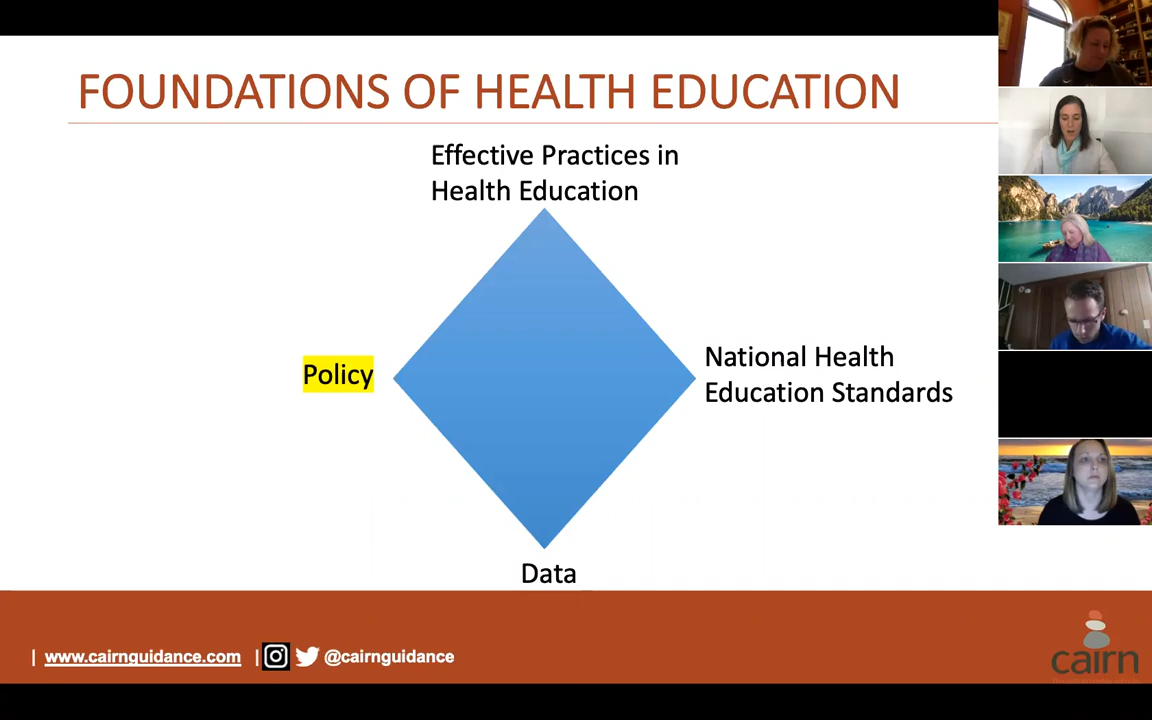 FOUNDATIONS OF HEALTH EDUCATION
Effective Practices in
Health Education
Policy
National Health
Education Standards
Data
| www.cairnguidance.com | @cairnguidance
cairn